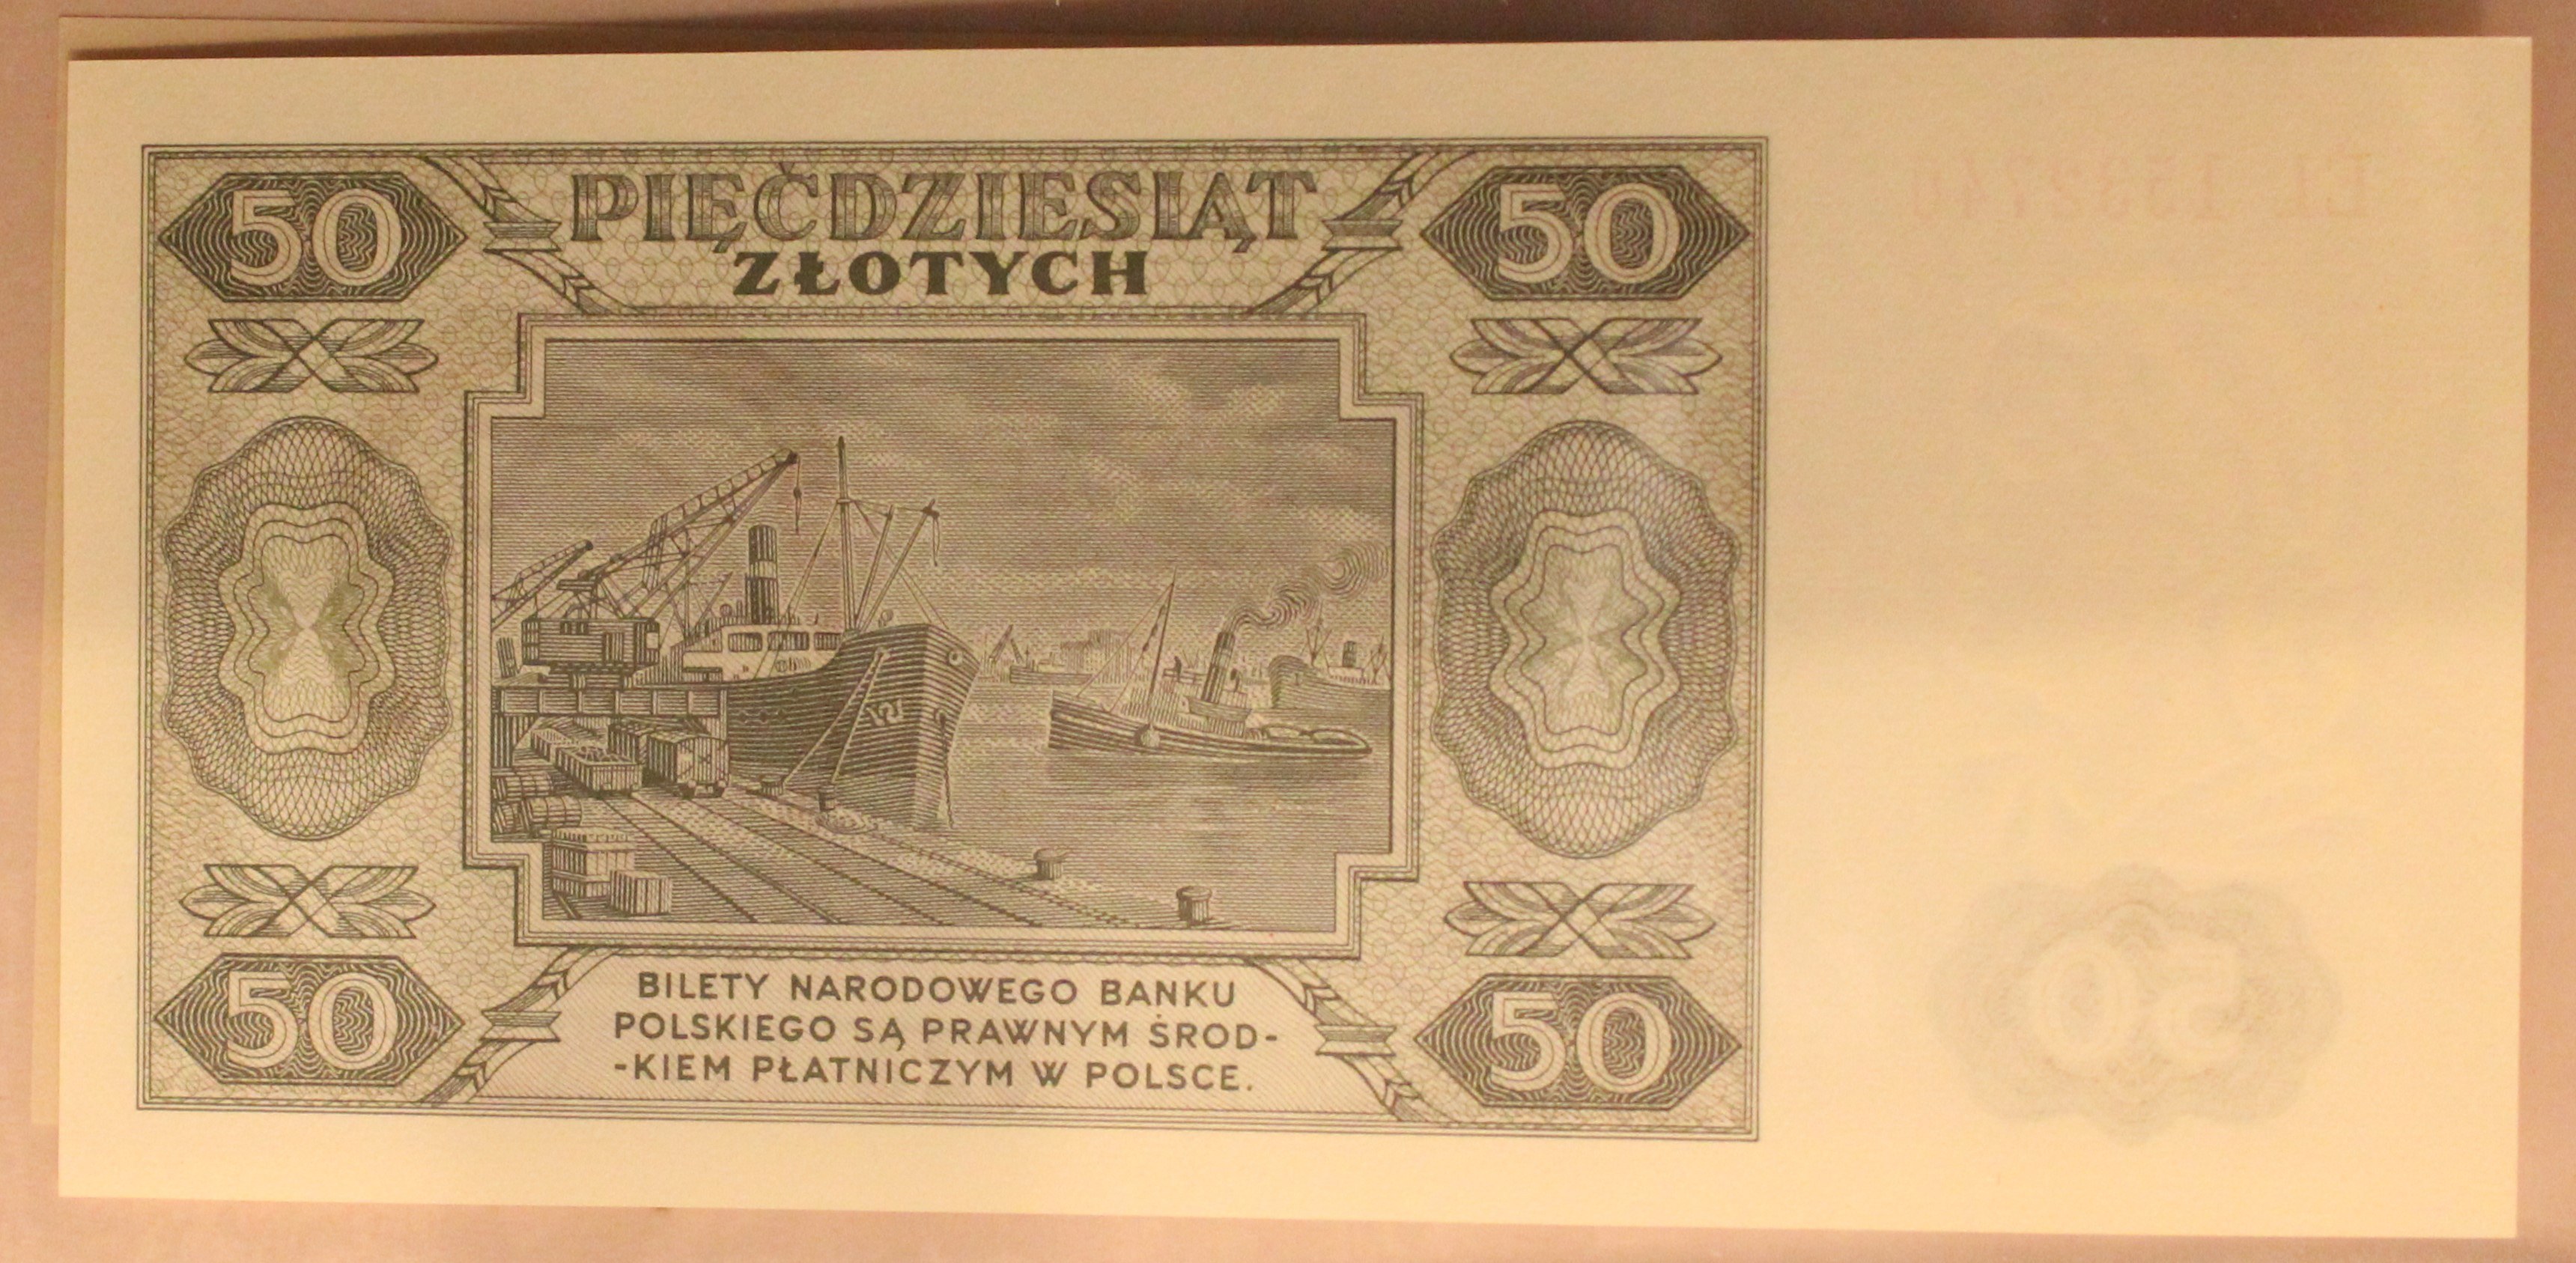 50
PIĘĆDZIESIĄT
50
ZŁOTYCH
50
BILETY NARODOWEGO BANKU
POLSKIEGO SĄ PRAWNYM ŚROD-
-KIEM PŁATNICZYM W POLSCE.
50